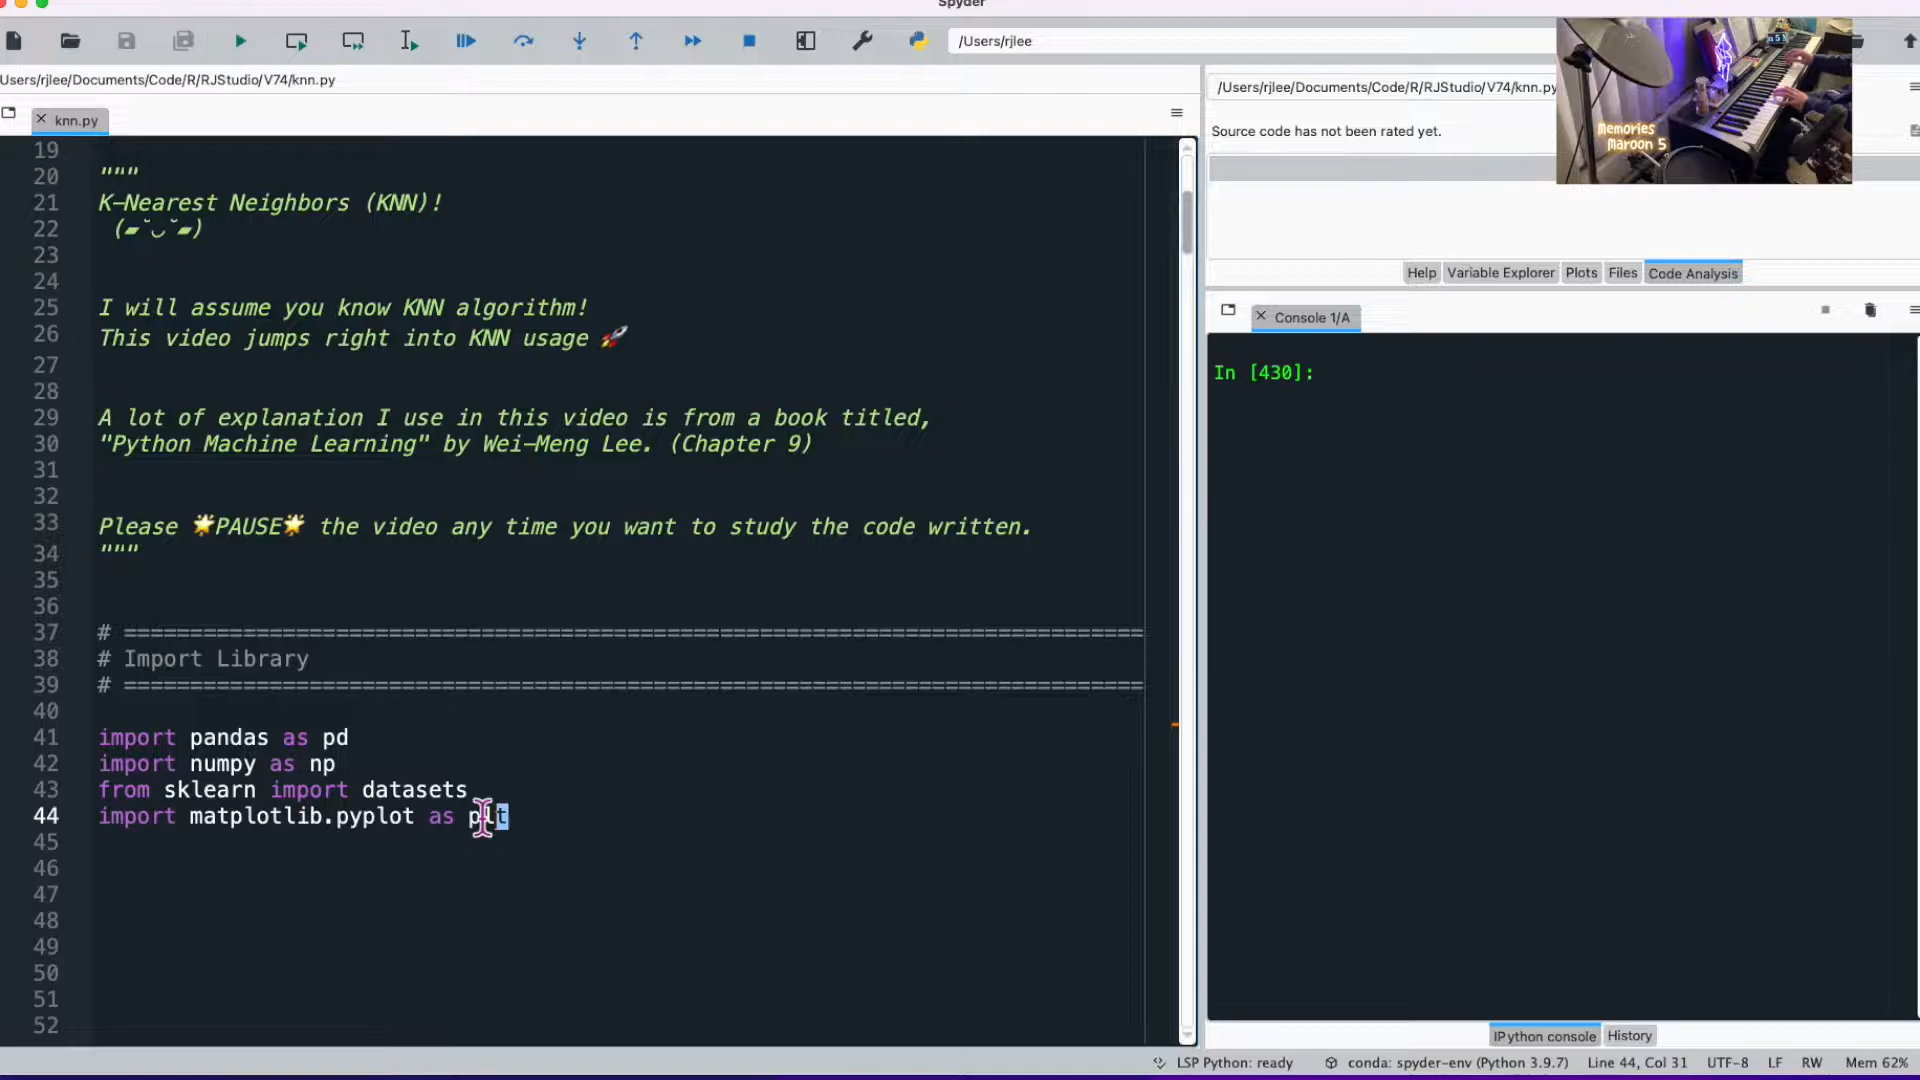 Spyder
/Users/rjlee
Users/rjlee/Documents/Code/R/RJStudio/V74/knn.py
knn.py
19
20 """
21 K-Nearest Neighbors (KNN)!
22 (▰˘◡˘▰)
23
24
25 I will assume you know KNN algorithm!
26 This video jumps right into KNN usage 🚀
27
28
29 A lot of explanation I use in this video is from a book titled,
30 "Python Machine Learning" by Wei-Meng Lee. (Chapter 9)
31
32
33 Please 🌟PAUSE🌟 the video any time you want to study the code written.
34 """
35
36
37 # ==============================================================================
38 # Import Library
39 # ==============================================================================
40
41 import pandas as pd
42 import numpy as np
43 from sklearn import datasets
44 import matplotlib.pyplot as plt
45
46
47
48
49
50
51
52
/Users/rjlee/Documents/Code/R/RJStudio/V74/knn.py
Source code has not been rated yet.
Memories
Maroon 5
Help Variable Explorer Plots Files Code Analysis
Console 1/A
In [430]:
IPython console History
LSP Python: ready conda: spyder-env (Python 3.9.7) Line 44, Col 31 UTF-8 LF RW Mem 62%